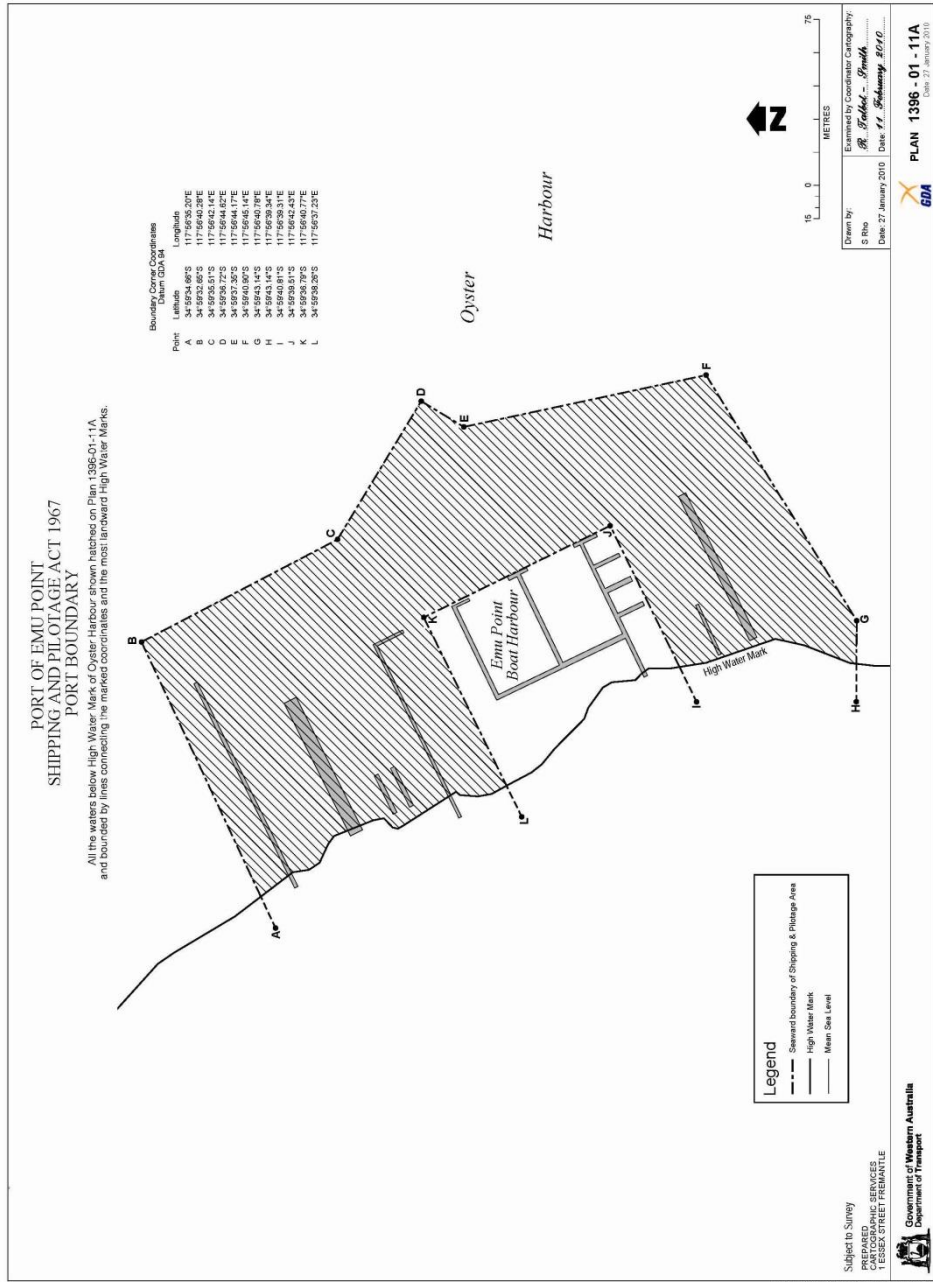 PORT OF EMU POINT
SHIPPING AND PILOTAGE ACT 1967
PORT BOUNDARY
All the waters below High Water Mark of Oyster Harbour shown hatched on Plan 1396-01-11A
and bounded by lines connecting the marked coordinates and the most landward High Water Marks.
Boundary Corner Coordinates
Datum GDA 94
Point Latitude Longitude
A 34°59'34.66"S 117°56'35.20"E
B 34°59'32.65"S 117°56'40.28"E
C 34°59'35.51"S 117°56'42.14"E
D 34°59'36.72"S 117°56'44.62"E
E 34°59'37.35"S 117°56'44.17"E
F 34°59'40.90"S 117°56'45.14"E
G 34°59'43.14"S 117°56'40.78"E
H 34°59'43.14"S 117°56'39.34"E
I 34°59'40.81"S 117°56'39.31"E
J 34°59'39.51"S 117°56'42.43"E
K 34°59'36.79"S 117°56'40.77"E
L 34°59'38.26"S 117°56'37.23"E
B
A
C
D
E
K
L
J
I
F
G
H
Emu Point
Boat Harbour
High Water Mark
Oyster
Harbour
N
15 0 75
METRES
Legend
Seaward boundary of Shipping & Pilotage Area
High Water Mark
Mean Sea Level
Subject to Survey
PREPARED
CARTOGRAPHIC SERVICES
1 ESSEX STREET FREMANTLE
Drawn by:
S Rho
Date: 27 January 2010
Examined by Coordinator Cartography:
R Talbot - Smith
Date: 11 February 2010
Government of Western Australia
Department of Transport
GDA
PLAN 1396 - 01 - 11A
Date: 27 January 2010